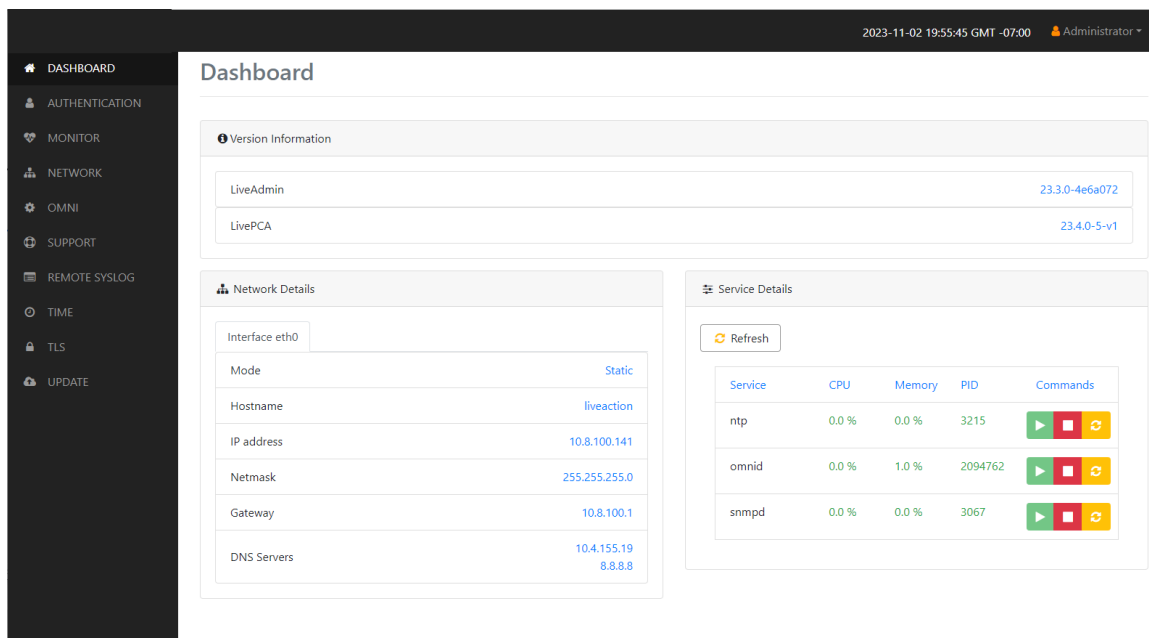 2023-11-02 19:55:45 GMT -07:00 Administrator
DASHBOARD
AUTHENTICATION
MONITOR
NETWORK
OMNI
SUPPORT
REMOTE SYSLOG
TIME
TLS
UPDATE
Dashboard
Version Information
LiveAdmin 23.3.0-4e6a072
LivePCA 23.4.0-5-v1
Network Details
Interface eth0
Mode Static
Hostname liveaction
IP address 10.8.100.141
Netmask 255.255.255.0
Gateway 10.8.100.1
DNS Servers 10.4.155.19
8.8.8.8
Service Details
Refresh
Service CPU Memory PID Commands
ntp 0.0 % 0.0 % 3215
omnid 0.0 % 1.0 % 2094762
snmpd 0.0 % 0.0 % 3067